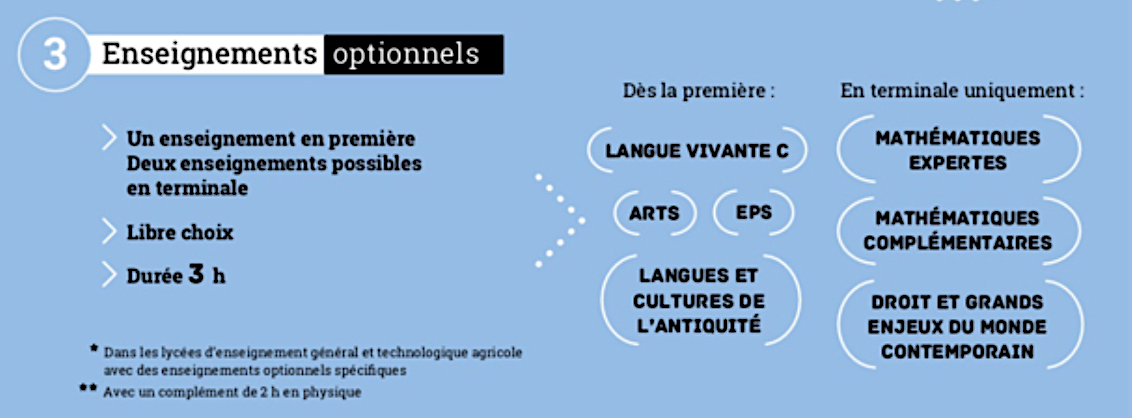 3
Enseignements optionnels
Un enseignement en première
Deux enseignements possibles
en terminale
Libre choix
Durée 3 h
* Dans les lycées d'enseignement général et technologique agricole
avec des enseignements optionnels spécifiques
** Avec un complément de 2 h en physique
Dès la première :
LANGUE VIVANTE C
ARTS
EPS
LANGUES ET
CULTURES DE
L'ANTIQUITÉ
En terminale uniquement :
MATHÉMATIQUES
EXPERTES
MATHÉMATIQUES
COMPLÉMENTAIRES
DROIT ET GRANDS
ENJEUX DU MONDE
CONTEMPORAIN